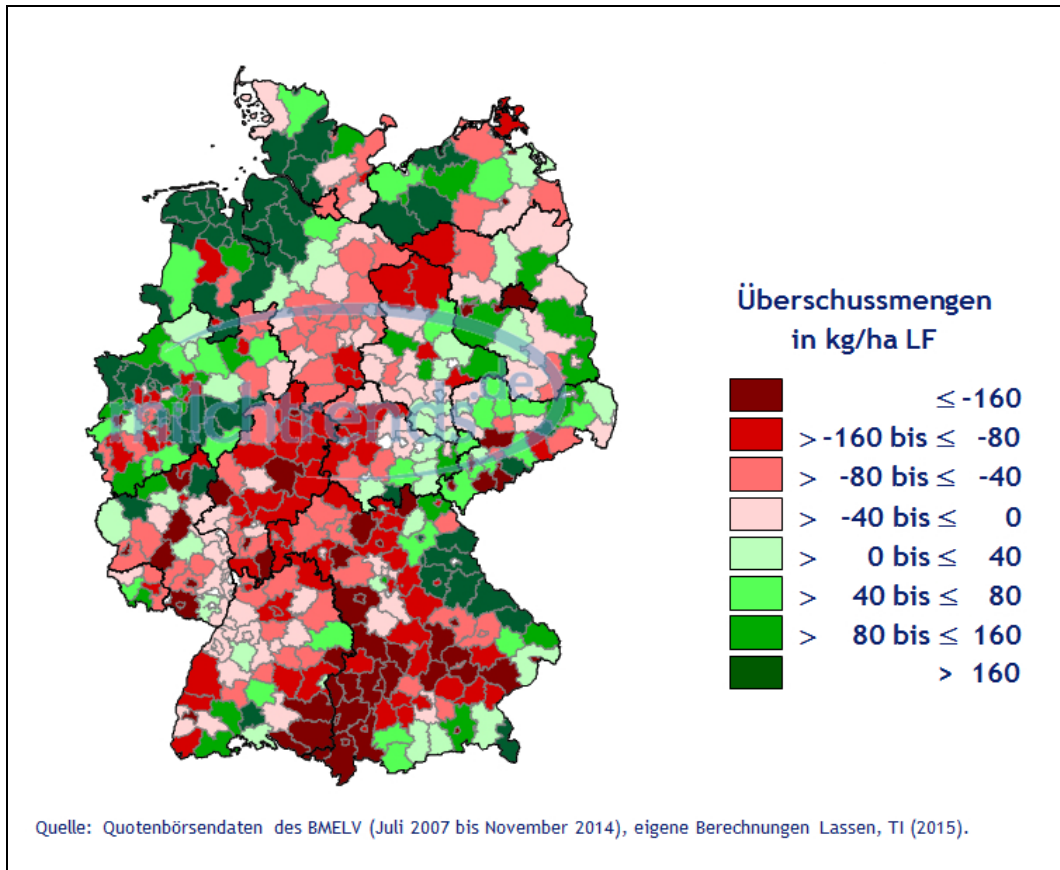 milchtrends.de
Überschussmengen
in kg/ha LF
≤ -160
> -160 bis ≤ -80
> -80 bis ≤ -40
> -40 bis ≤ 0
> 0 bis ≤ 40
> 40 bis ≤ 80
> 80 bis ≤ 160
> 160
Quelle: Quotenbörsendaten des BMELV (Juli 2007 bis November 2014), eigene Berechnungen Lassen, TI (2015).